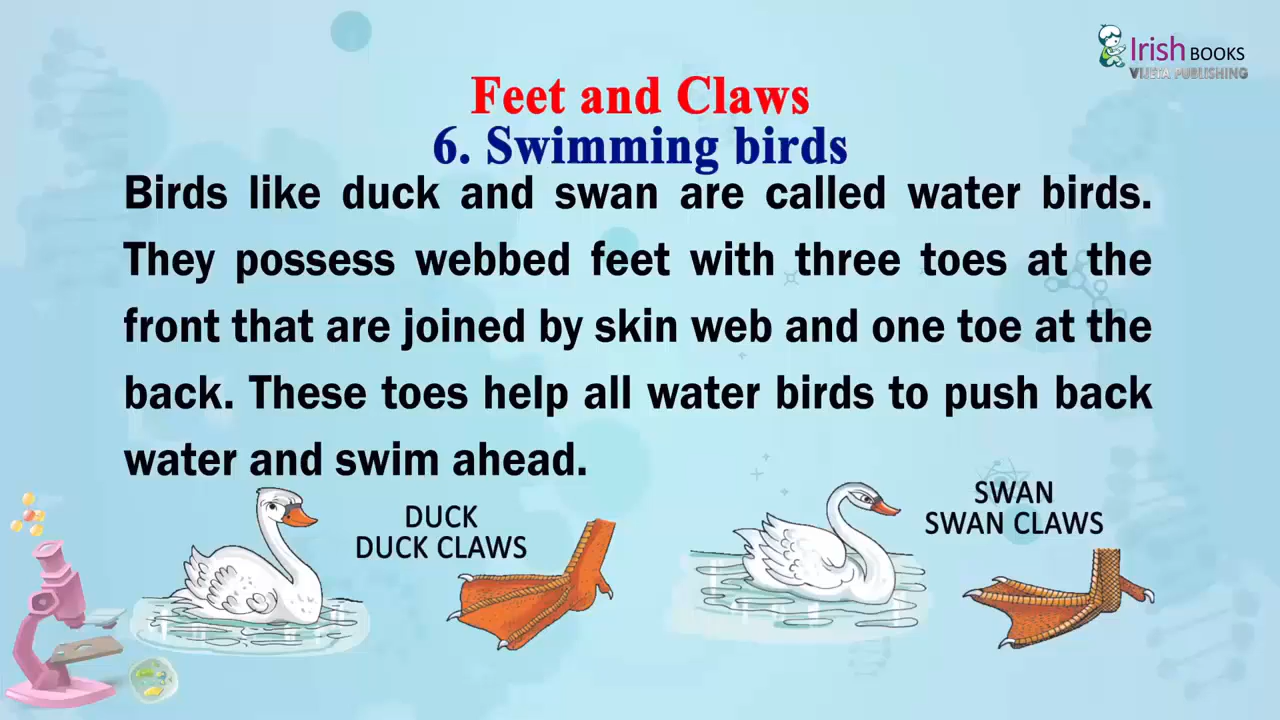 Irish BOOKS
VIJETA PUBLISHING
Feet and Claws
6. Swimming birds
Birds like duck and swan are called water birds.
They possess webbed feet with three toes at the
front that are joined by skin web and one toe at the
back. These toes help all water birds to push back
water and swim ahead.
DUCK
DUCK CLAWS
SWAN
SWAN CLAWS